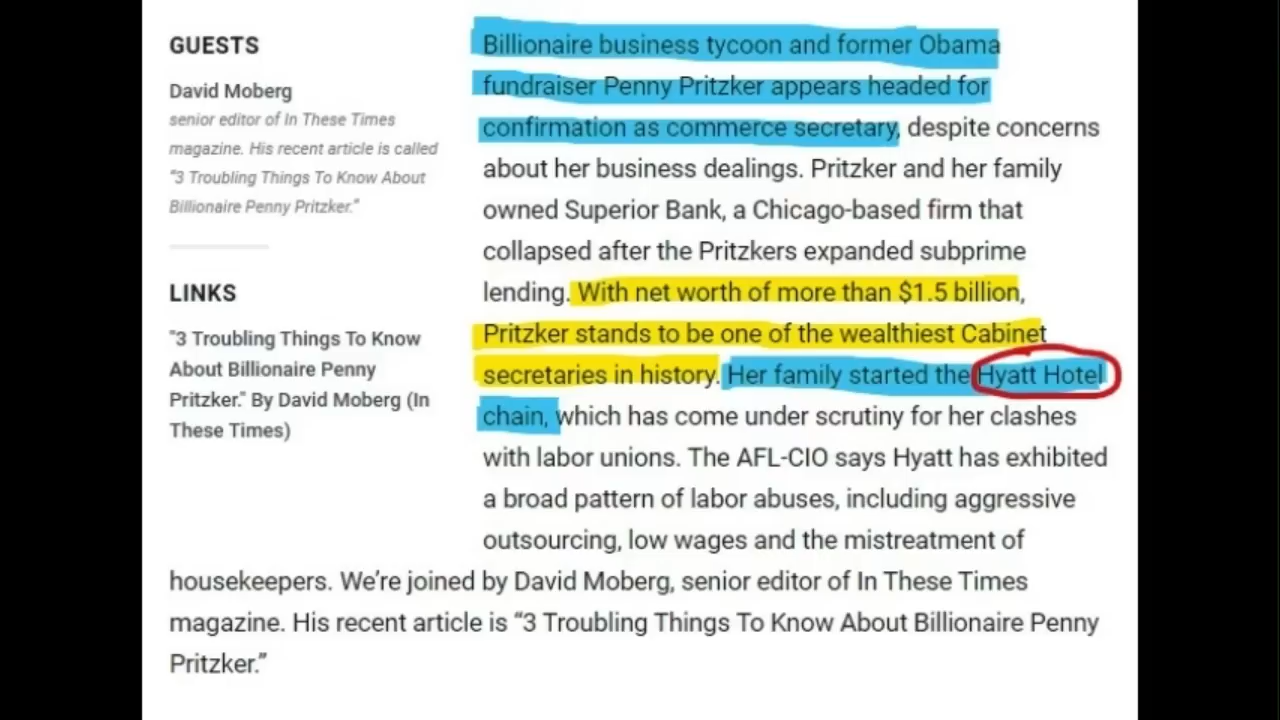 GUESTS
David Moberg
senior editor of In These Times
magazine. His recent article is called
"3 Troubling Things To Know About
Billionaire Penny Pritzker."
LINKS
"3 Troubling Things To Know
About Billionaire Penny
Pritzker." By David Moberg (In
These Times)
Billionaire business tycoon and former Obama
fundraiser Penny Pritzker appears headed for
confirmation as commerce secretary, despite concerns
about her business dealings. Pritzker and her family
owned Superior Bank, a Chicago-based firm that
collapsed after the Pritzkers expanded subprime
lending. With net worth of more than $1.5 billion,
Pritzker stands to be one of the wealthiest Cabinet
secretaries in history. Her family started the Hyatt Hotel
chain, which has come under scrutiny for her clashes
with labor unions. The AFL-CIO says Hyatt has exhibited
a broad pattern of labor abuses, including aggressive
outsourcing, low wages and the mistreatment of
housekeepers. We’re joined by David Moberg, senior editor of In These Times
magazine. His recent article is “3 Troubling Things To Know About Billionaire Penny
Pritzker.”